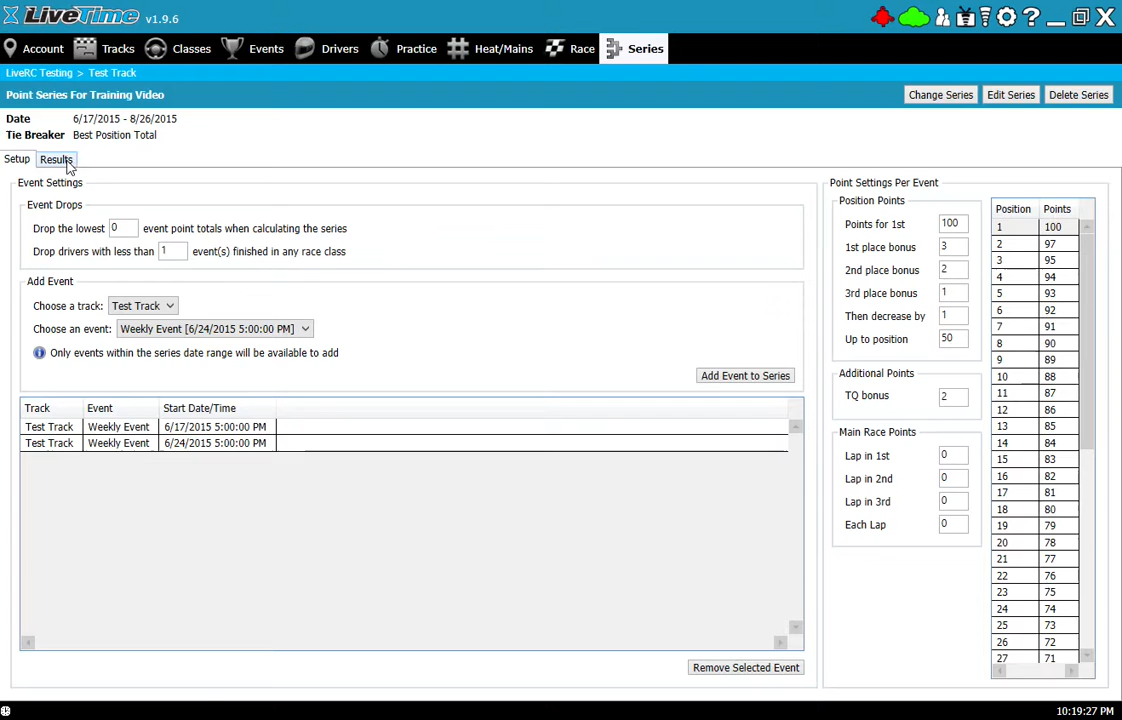 LiveTime v1.9.6
Account Tracks Classes Events Drivers Practice Heat/Mains Race Series
LiveRC Testing > Test Track
Point Series For Training Video Change Series Edit Series Delete Series
Date 6/17/2015 - 8/26/2015
Tie Breaker Best Position Total
Setup Results
Event Settings
Event Drops
Drop the lowest 0 event point totals when calculating the series
Drop drivers with less than 1 event(s) finished in any race class
Add Event
Choose a track: Test Track
Choose an event: Weekly Event [6/24/2015 5:00:00 PM]
Only events within the series date range will be available to add
Add Event to Series
Track Event Start Date/Time
Test Track Weekly Event 6/17/2015 5:00:00 PM
Test Track Weekly Event 6/24/2015 5:00:00 PM
Remove Selected Event
Point Settings Per Event
Position Points
Points for 1st 100
1st place bonus 3
2nd place bonus 2
3rd place bonus 1
Then decrease by 1
Up to position 50
Additional Points
TQ bonus 2
Main Race Points
Lap in 1st 0
Lap in 2nd 0
Lap in 3rd 0
Each Lap 0
Position Points
1 100
2 97
3 95
4 94
5 93
6 92
7 91
8 90
9 89
10 88
11 87
12 86
13 85
14 84
15 83
16 82
17 81
18 80
19 79
20 78
21 77
22 76
23 75
24 74
25 73
26 72
27 71
10:19:27 PM